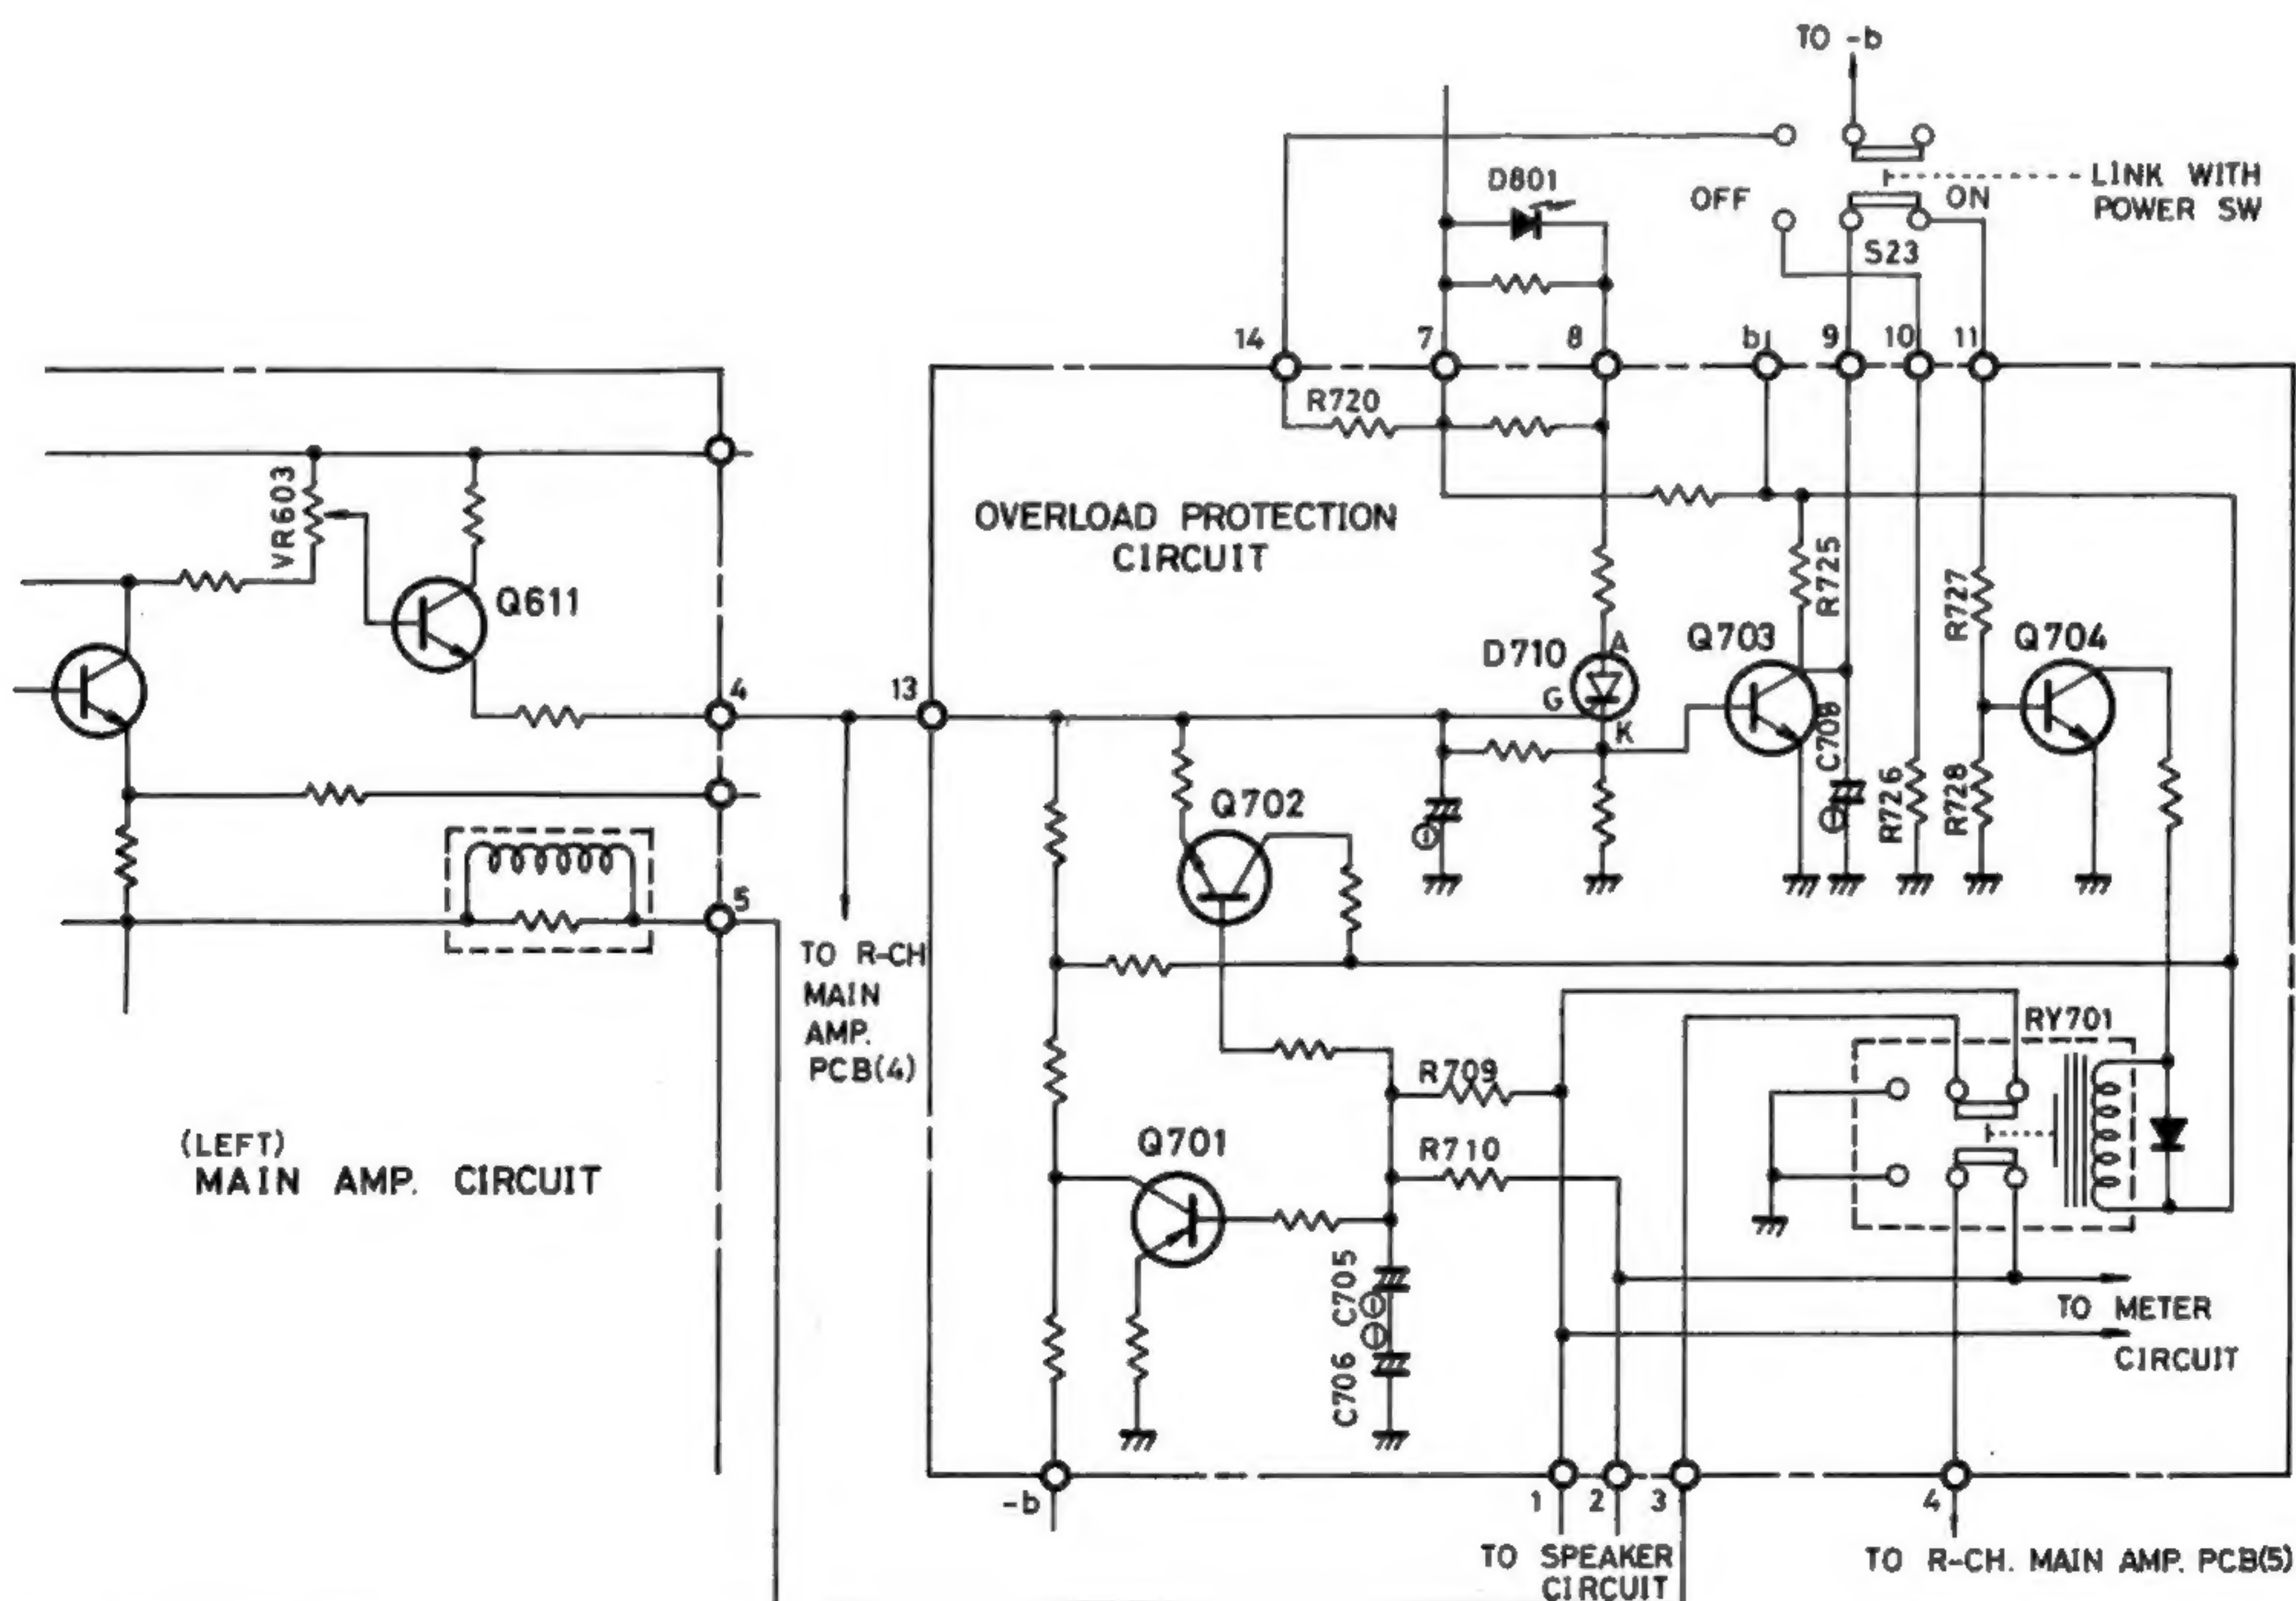 TO -b
D801
LINK WITH
POWER SW
OFF
ON
S23
14
7
8
b
9
10
11
R720
VR603
OVERLOAD PROTECTION
CIRCUIT
R725
R727
Q611
D710
A
G
K
Q703
Q704
4
13
C708
R726
R728
Q702
5
TO R-CH
MAIN
AMP.
PCB(4)
RY701
R709
(LEFT)
MAIN AMP. CIRCUIT
Q701
R710
C705
C706
TO METER
CIRCUIT
-b
1
2
3
4
TO SPEAKER
CIRCUIT
TO R-CH. MAIN AMP. PCB(5)